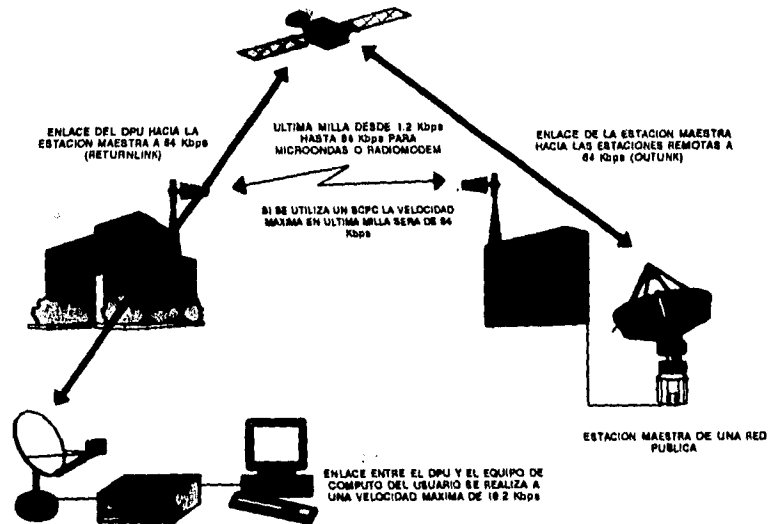 ENLACE DEL DPU HACIA LA
ESTACION MAESTRA A 64 Kbps
(RETURNLINK)
ULTIMA MILLA DESDE 1.2 Kbps
HASTA 64 Kbps PARA
MICROONDAS O RADIOMODEM
ENLACE DE LA ESTACION MAESTRA
HACIA LAS ESTACIONES REMOTAS A
64 Kbps (OUTLINK)
SI SE UTILIZA UN SCPC LA VELOCIDAD
MAXIMA EN ULTIMA MILLA SERA DE 64
Kbps
ESTACION MAESTRA DE UNA RED
PUBLICA
ENLACE ENTRE EL DPU Y EL EQUIPO DE
COMPUTO DEL USUARIO SE REALIZA A
UNA VELOCIDAD MAXIMA DE 19.2 Kbps